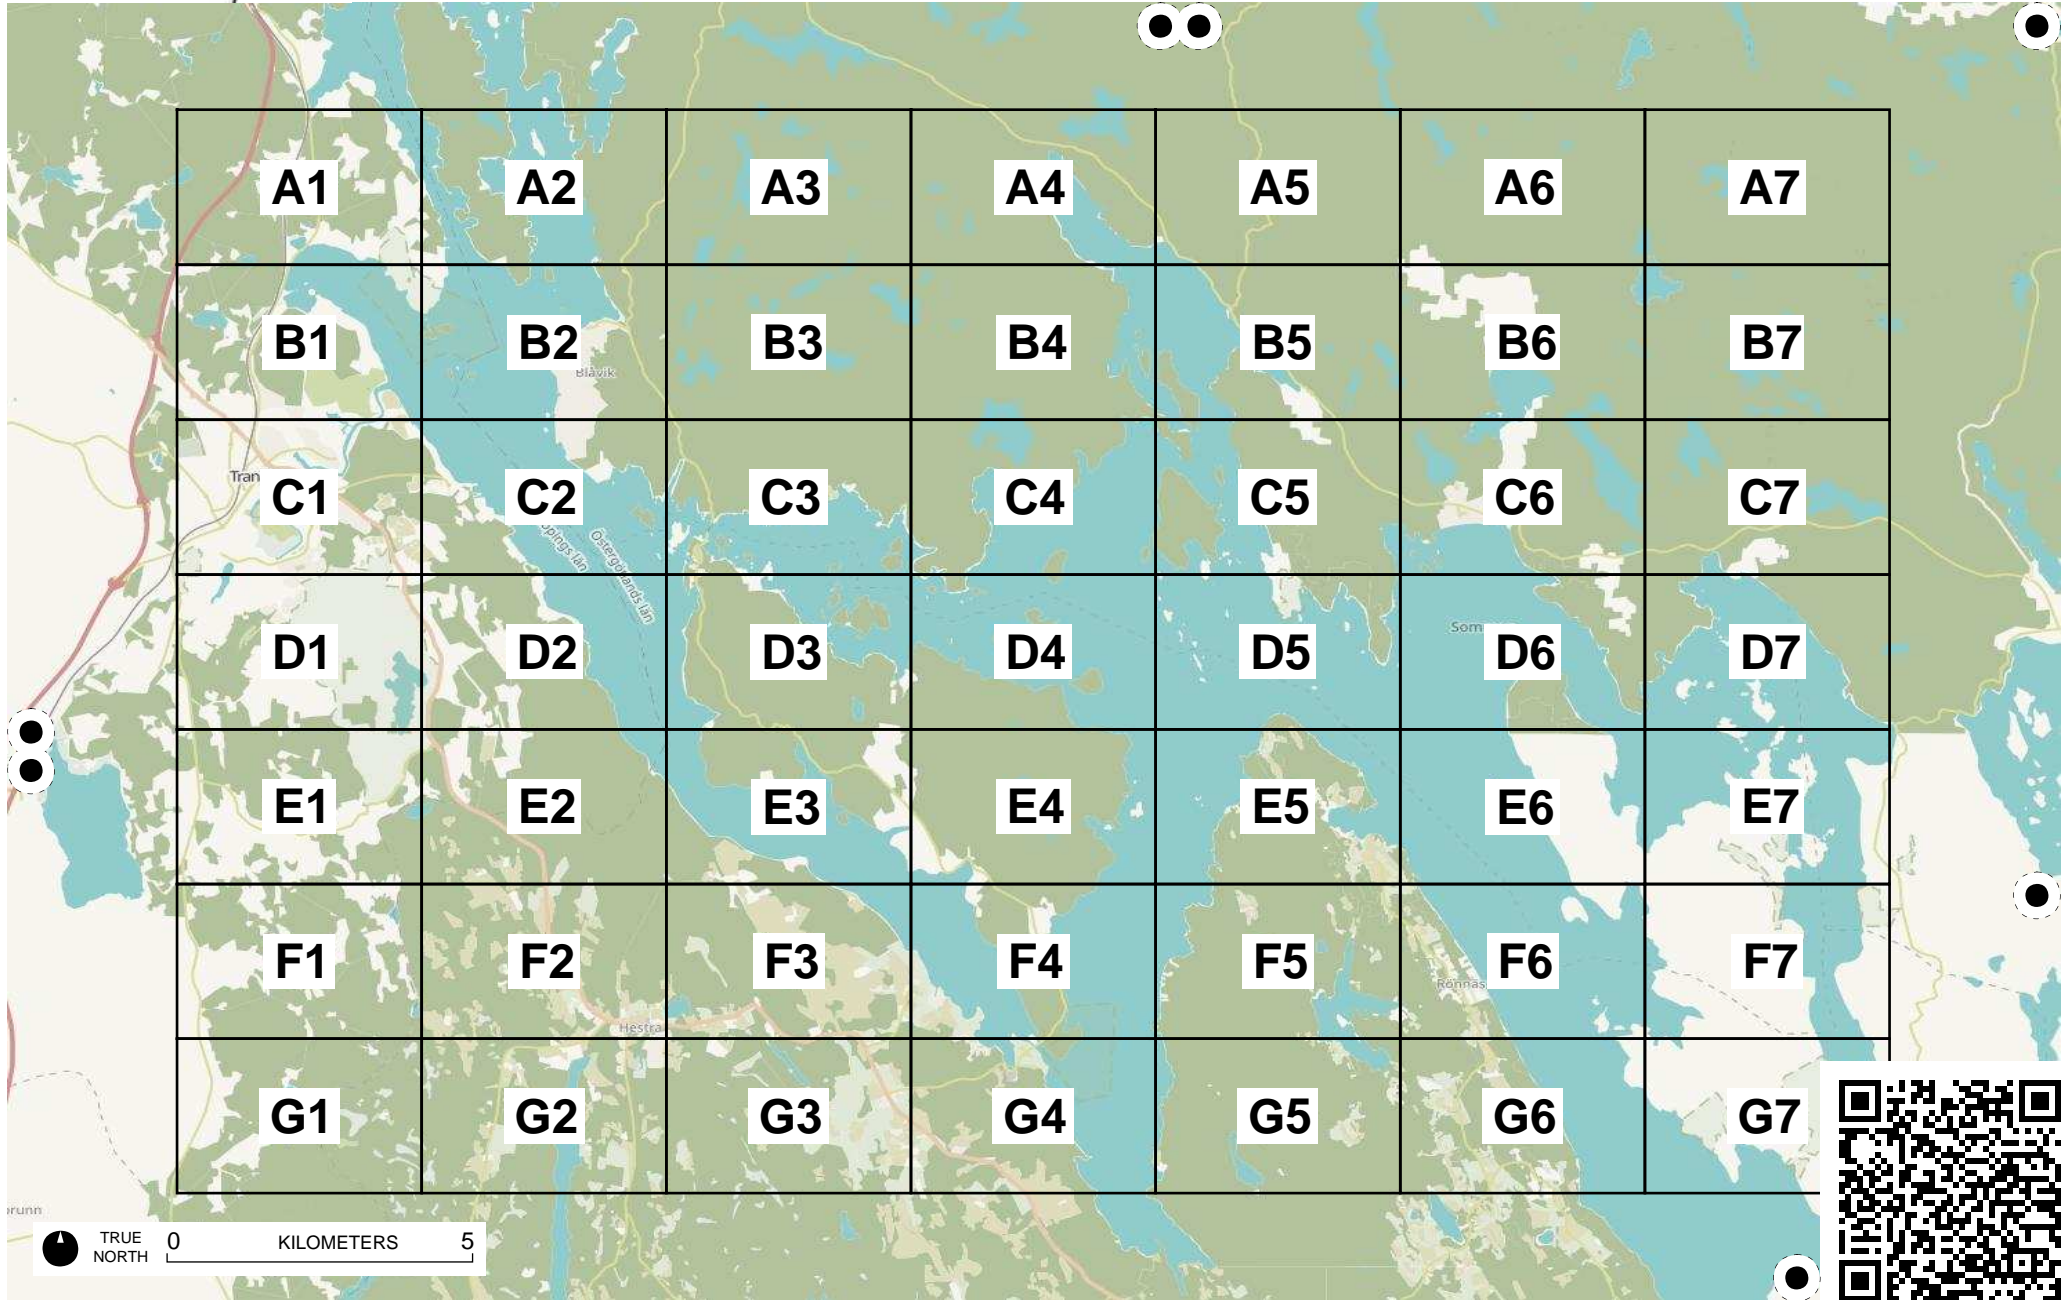 A1 A2 A3 A4 A5 A6 A7
B1 B2 B3 B4 B5 B6 B7
Blåvik
C1 C2 C3 C4 C5 C6 C7
Tran
Östergötlands län
län
D1 D2 D3 D4 D5 D6 D7
Som
E1 E2 E3 E4 E5 E6 E7
F1 F2 F3 F4 F5 F6 F7
Rönnäs
Hestra
G1 G2 G3 G4 G5 G6 G7
TRUE NORTH
0 KILOMETERS 5